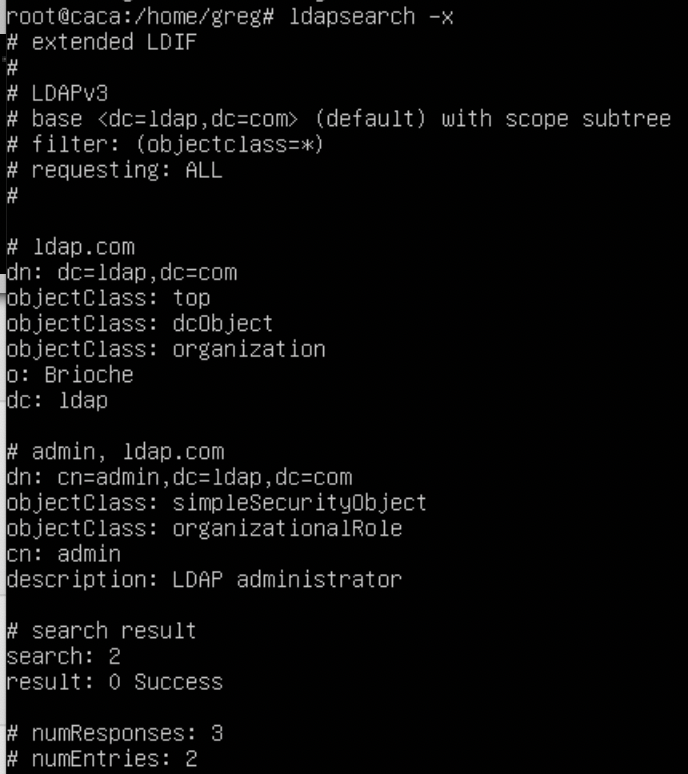 root@caca:/home/greg# ldapsearch -x
# extended LDIF
#
# LDAPv3
# base <dc=ldap,dc=com> (default) with scope subtree
# filter: (objectclass=*)
# requesting: ALL
#
# ldap.com
dn: dc=ldap,dc=com
objectClass: top
objectClass: dcObject
objectClass: organization
o: Brioche
dc: ldap
# admin, ldap.com
dn: cn=admin,dc=ldap,dc=com
objectClass: simpleSecurityObject
objectClass: organizationalRole
cn: admin
description: LDAP administrator
# search result
search: 2
result: 0 Success
# numResponses: 3
# numEntries: 2